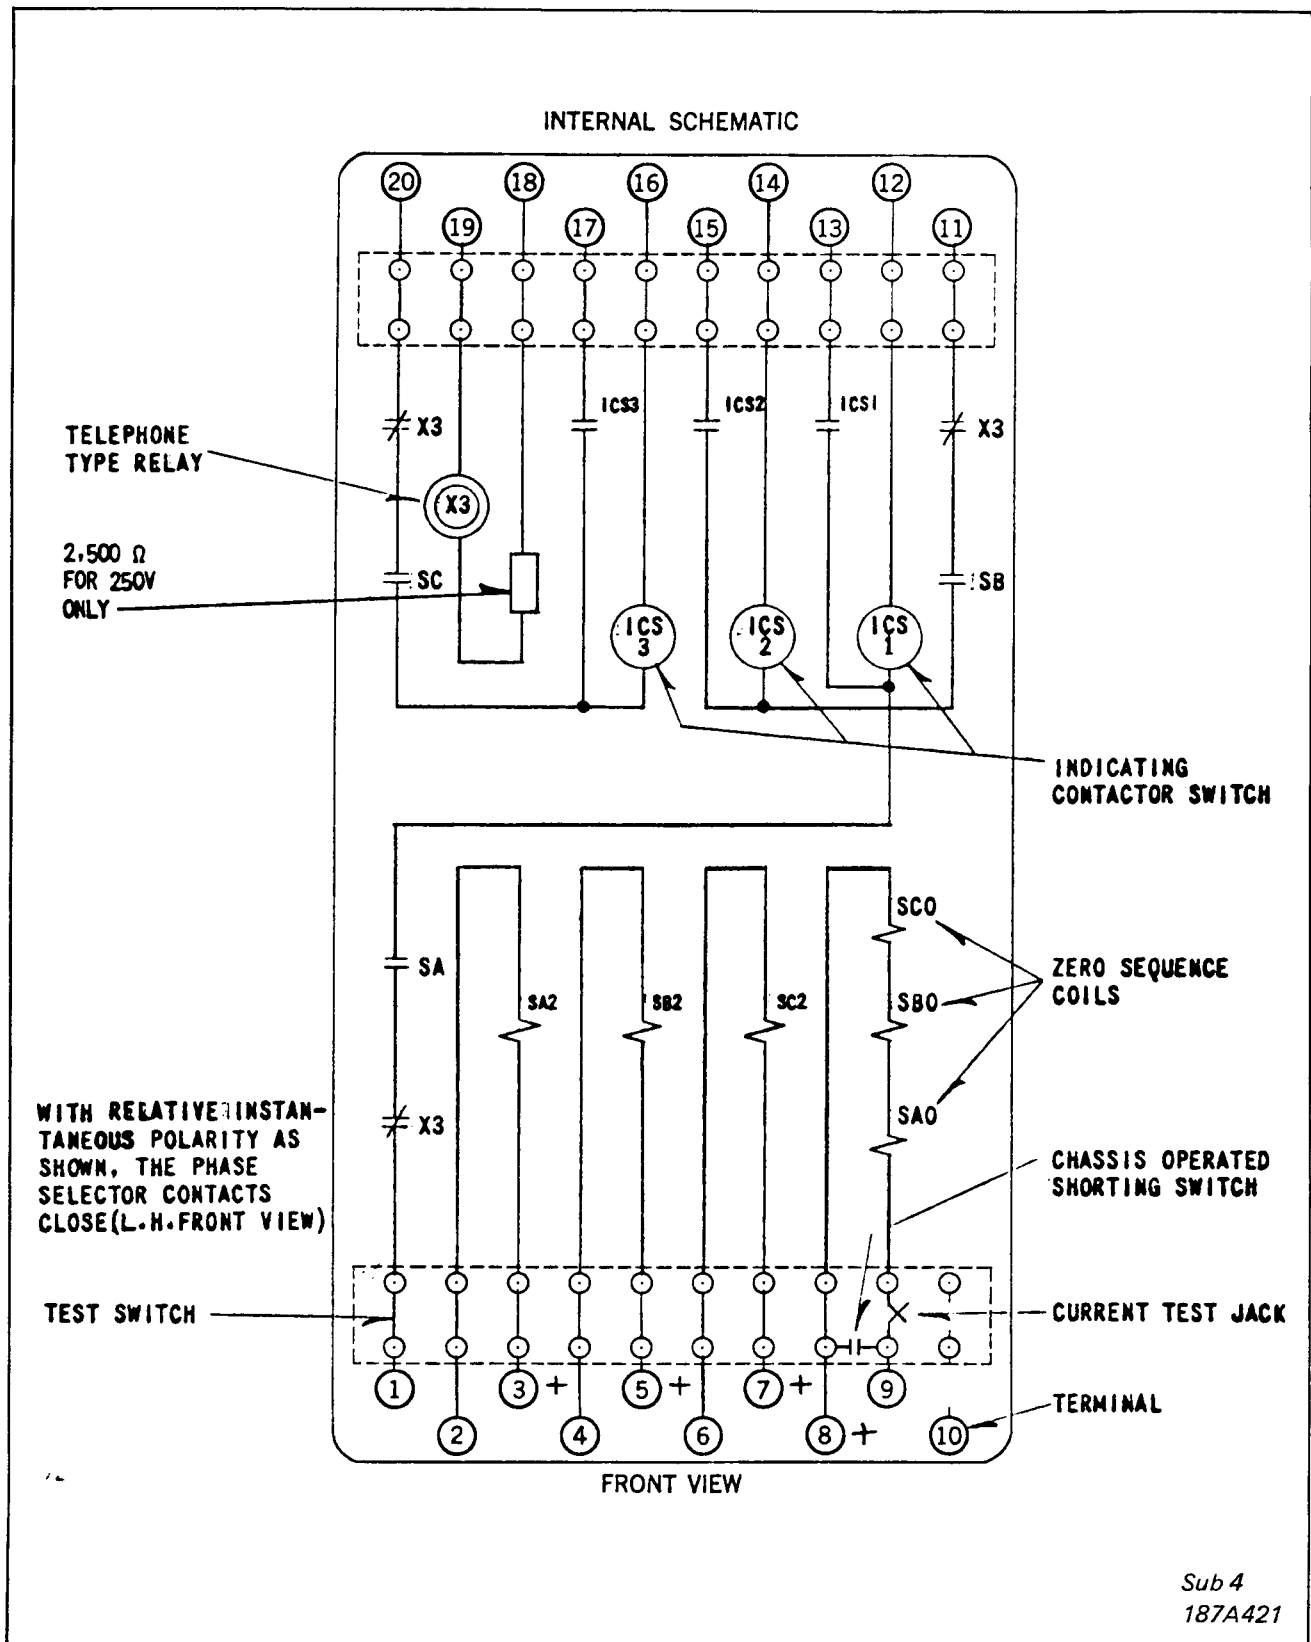 INTERNAL SCHEMATIC
20
18
16
14
12
19
17
15
13
11
ICS3
ICS2
ICS1
X3
X3
TELEPHONE
TYPE RELAY
X3
2,500 Ω
FOR 250V
ONLY
SC
SB
ICS
3
ICS
2
ICS
1
INDICATING
CONTACTOR SWITCH
SCO
SA
ZERO SEQUENCE
COILS
SA2
SB2
SC2
SBO
WITH RELATIVE INSTAN-
TANEOUS POLARITY AS
SHOWN, THE PHASE
SELECTOR CONTACTS
CLOSE(L.H.FRONT VIEW)
X3
SAO
CHASSIS OPERATED
SHORTING SWITCH
TEST SWITCH
CURRENT TEST JACK
1
3 +
5 +
7 +
9
TERMINAL
2
4
6
8 +
10
FRONT VIEW
Sub 4
187A421